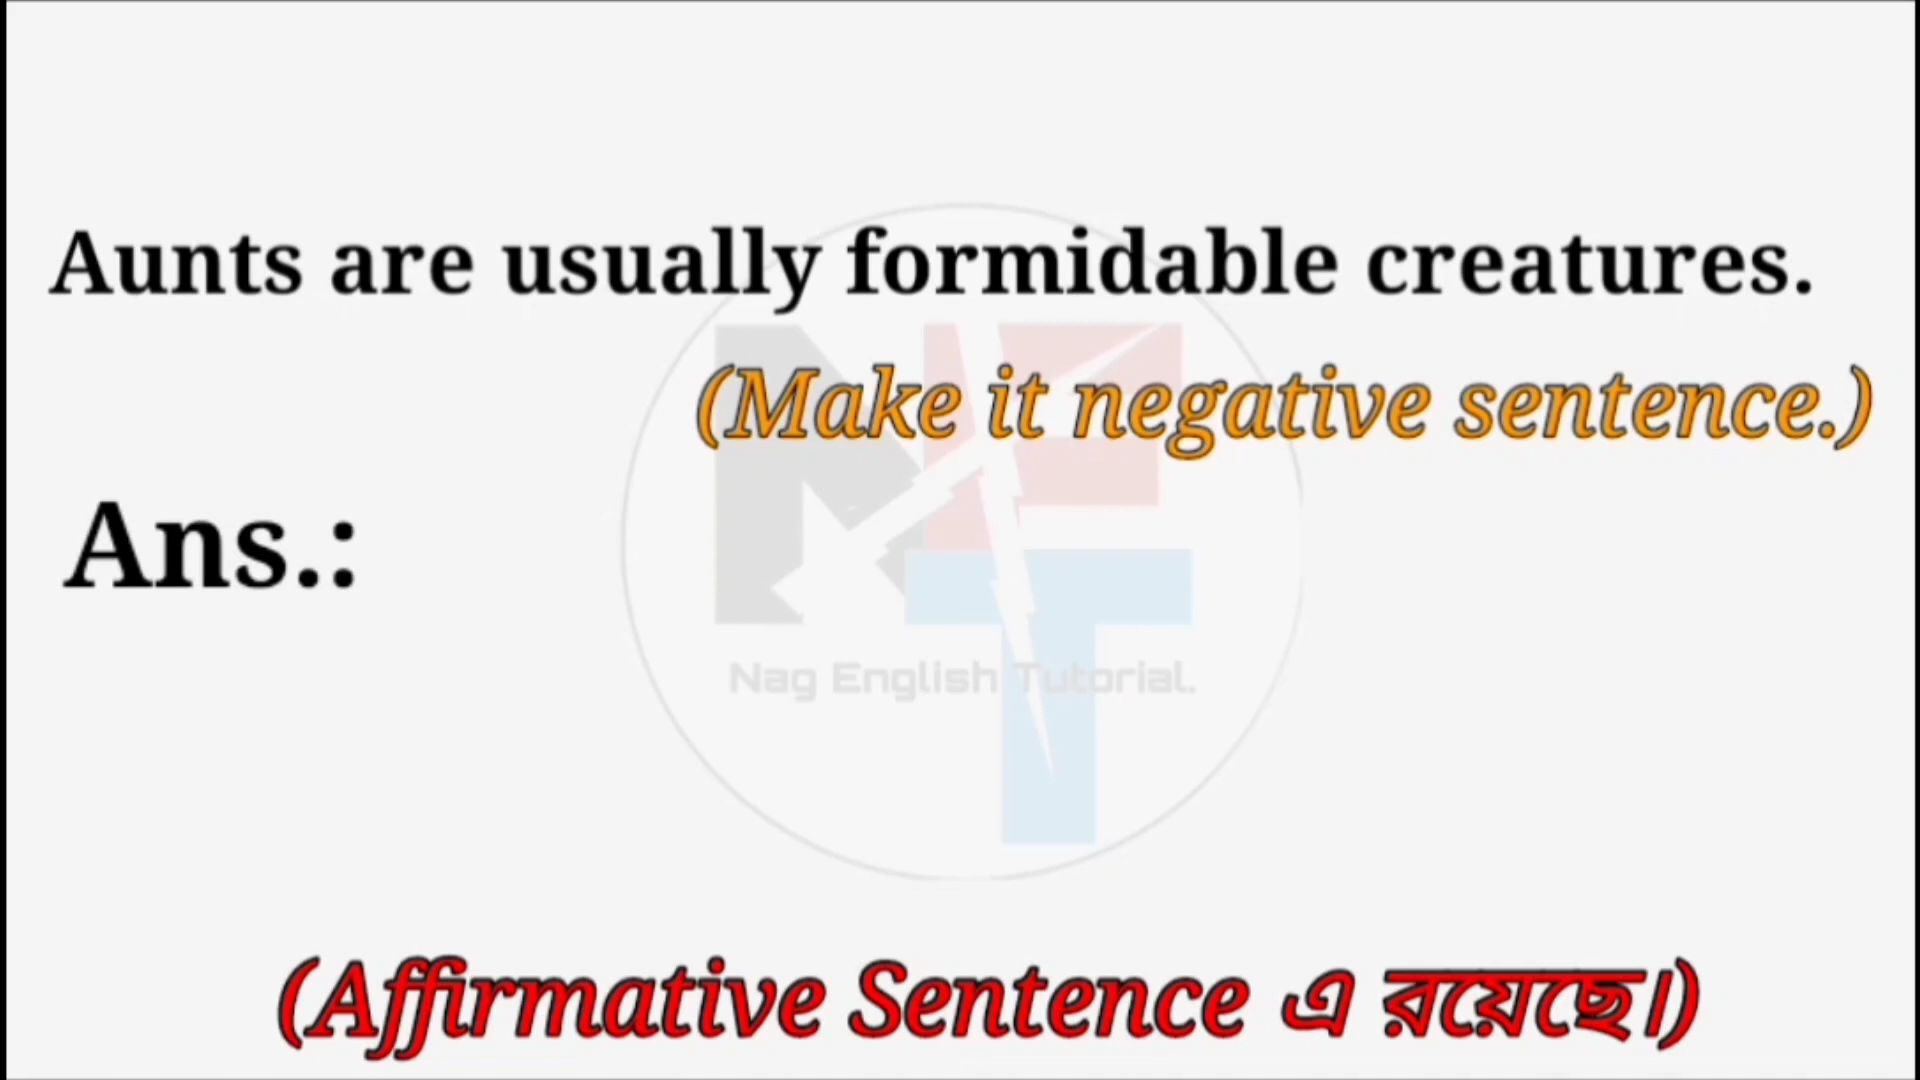 Aunts are usually formidable creatures.
(Make it negative sentence.)
Ans.:
Nag English Tutorial.
(Affirmative Sentence এ রয়েছে।)